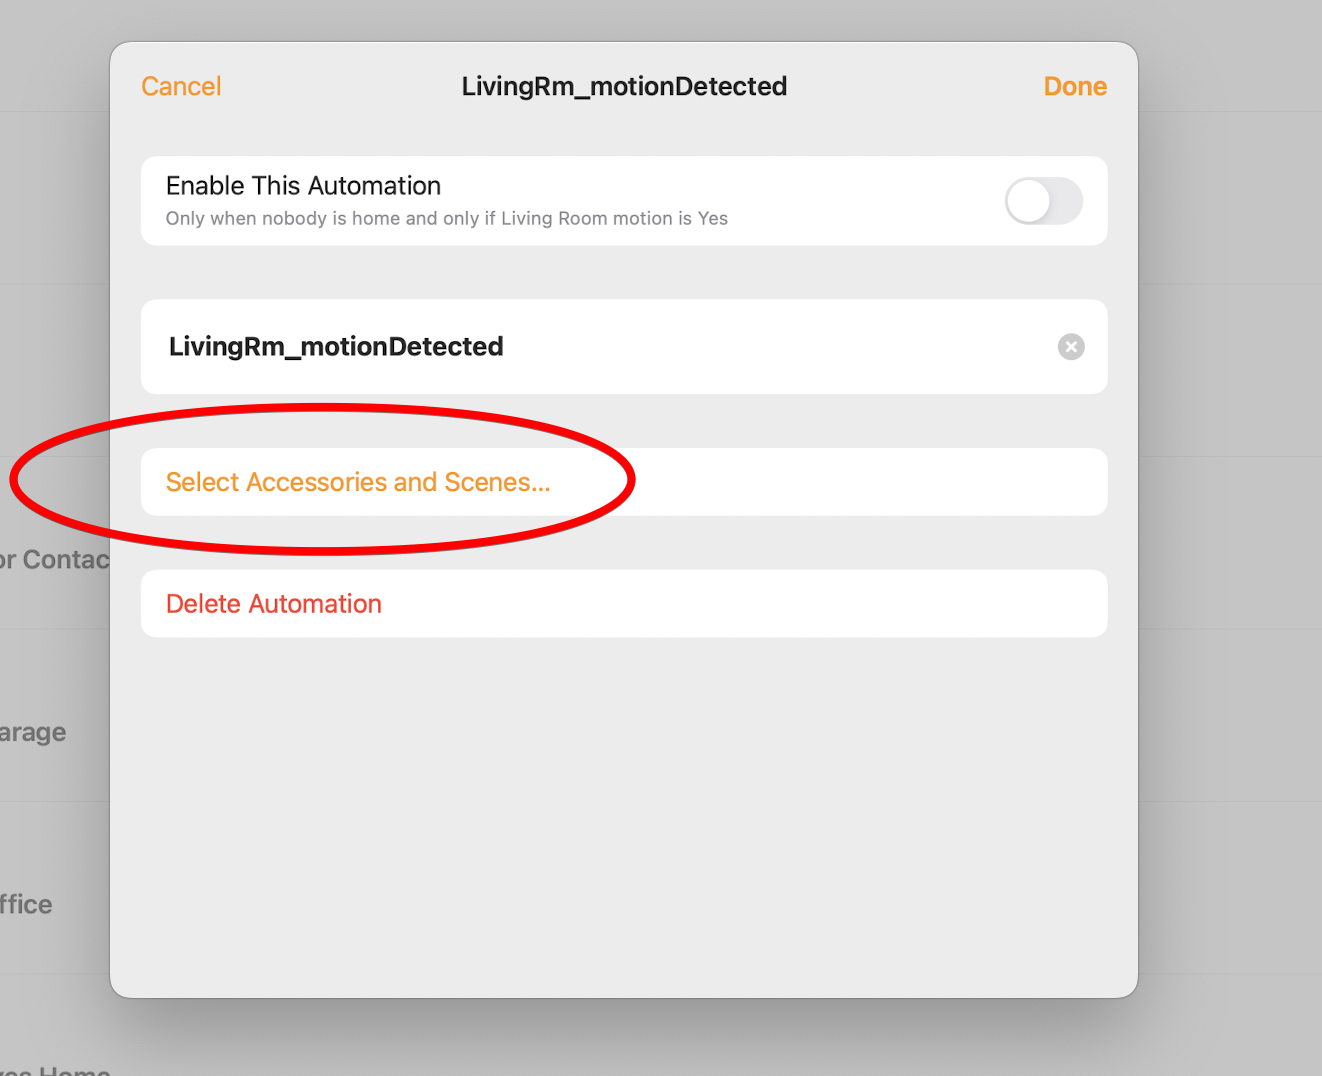 Cancel
LivingRm_motionDetected
Done
Enable This Automation
Only when nobody is home and only if Living Room motion is Yes
LivingRm_motionDetected
Select Accessories and Scenes...
or Contac
Delete Automation
arage
ffice
Home